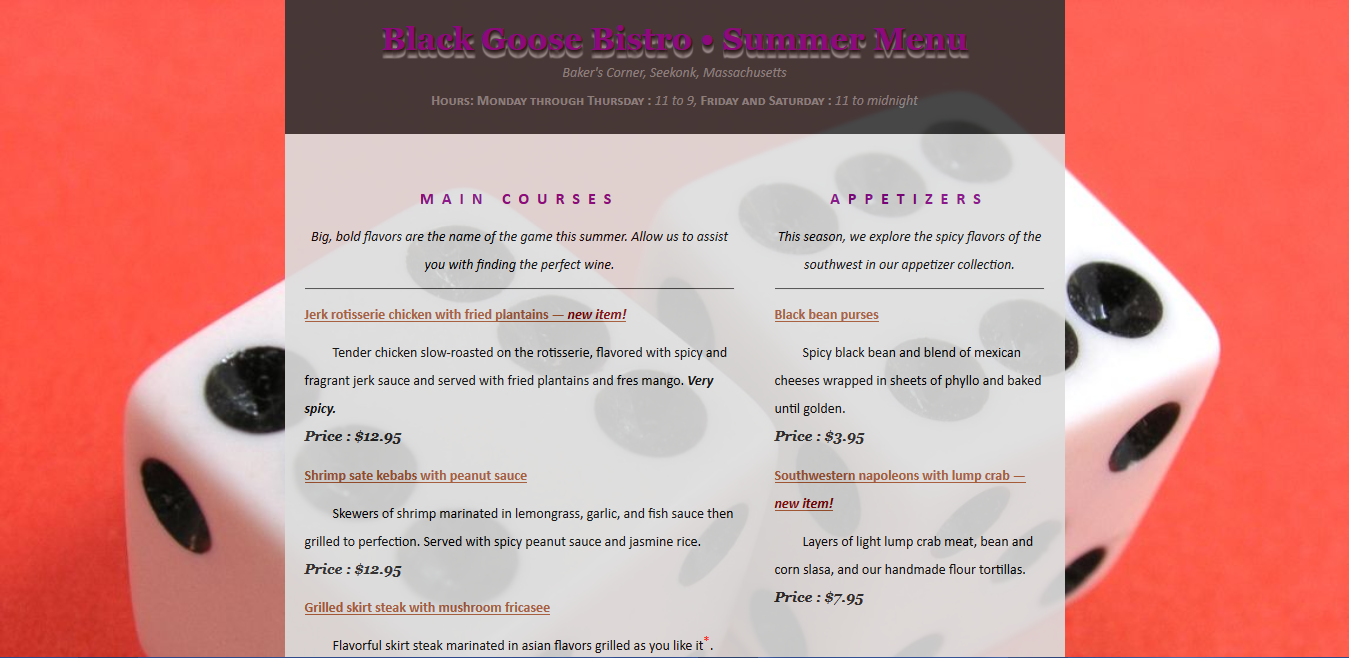 Black Goose Bistro • Summer Menu
Baker's Corner, Seekonk, Massachusetts
Hours: Monday through Thursday : 11 to 9, Friday and Saturday : 11 to midnight
MAIN COURSES
Big, bold flavors are the name of the game this summer. Allow us to assist
you with finding the perfect wine.
Jerk rotisserie chicken with fried plantains — new item!
Tender chicken slow-roasted on the rotisserie, flavored with spicy and
fragrant jerk sauce and served with fried plantains and fres mango. Very
spicy.
Price : $12.95
Shrimp sate kebabs with peanut sauce
Skewers of shrimp marinated in lemongrass, garlic, and fish sauce then
grilled to perfection. Served with spicy peanut sauce and jasmine rice.
Price : $12.95
Grilled skirt steak with mushroom fricasee
Flavorful skirt steak marinated in asian flavors grilled as you like it*.
APPETIZERS
This season, we explore the spicy flavors of the
southwest in our appetizer collection.
Black bean purses
Spicy black bean and blend of mexican
cheeses wrapped in sheets of phyllo and baked
until golden.
Price : $3.95
Southwestern napoleons with lump crab —
new item!
Layers of light lump crab meat, bean and
corn slasa, and our handmade flour tortillas.
Price : $7.95